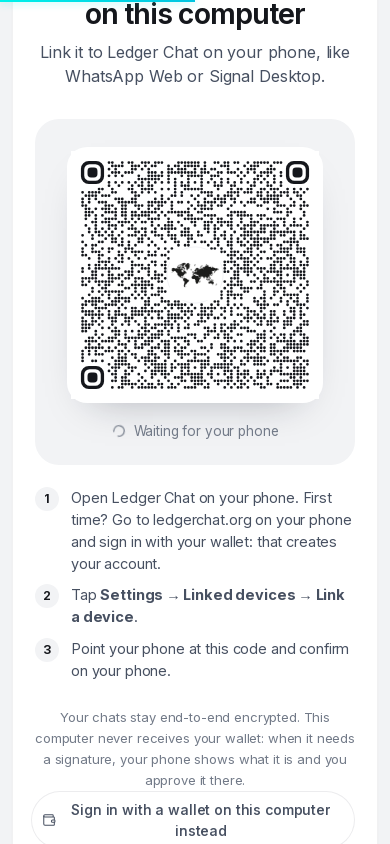 on this computer
Link it to Ledger Chat on your phone, like
WhatsApp Web or Signal Desktop.
Waiting for your phone
1 Open Ledger Chat on your phone. First
time? Go to ledgerchat.org on your phone
and sign in with your wallet: that creates
your account.
2 Tap Settings → Linked devices → Link
a device.
3 Point your phone at this code and confirm
on your phone.
Your chats stay end-to-end encrypted. This
computer never receives your wallet: when it needs
a signature, your phone shows what it is and you
approve it there.
Sign in with a wallet on this computer
instead